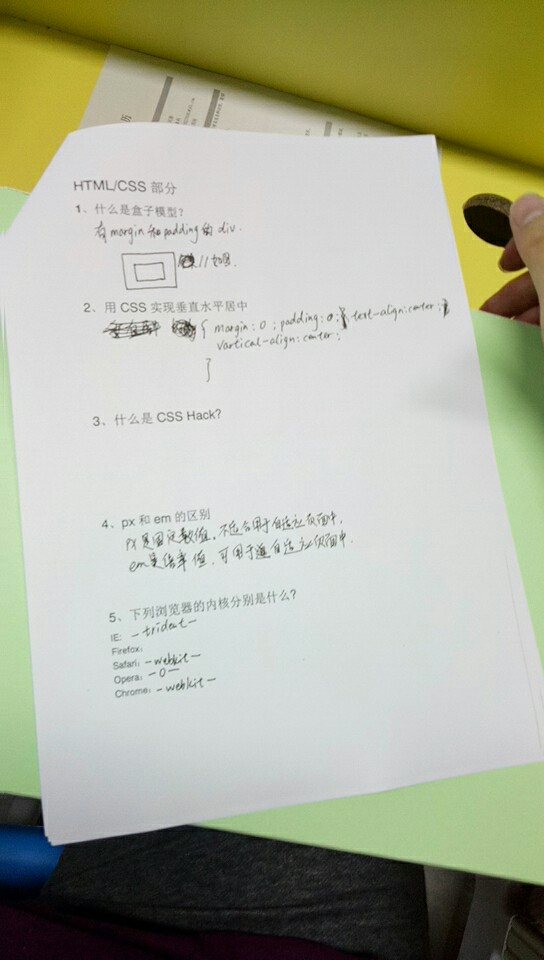 历
HTML/CSS 部分
1、什么是盒子模型？
有margin和padding的div.
//如图.
2、用 CSS 实现垂直水平居中
{ margin:0; padding:0; text-align:center;
vartical-align:center;
}
3、什么是 CSS Hack?
4、px 和 em 的区别
px是固定数值，不适合用于自适应页面中.
em是倍率值，可用于自适应页面中.
5、下列浏览器的内核分别是什么？
IE: -trident-
Firefox:
Safari: -webkit-
Opera: -O-
Chrome: -webkit-